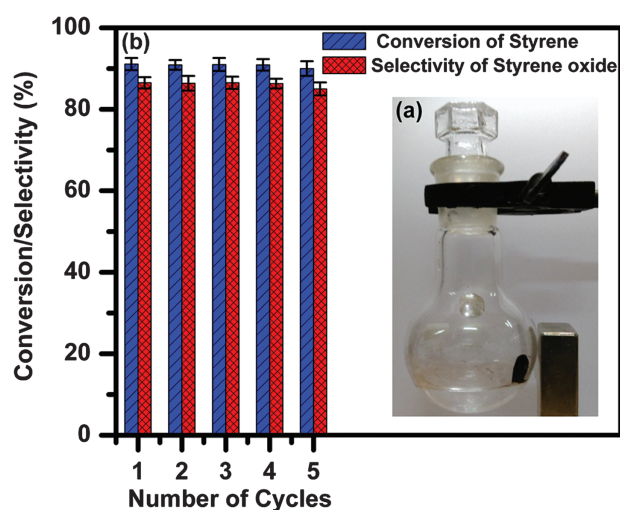 (b)
Conversion of Styrene
Selectivity of Styrene oxide
(a)
Conversion/Selectivity (%)
100
80
60
40
20
0
1 2 3 4 5
Number of Cycles